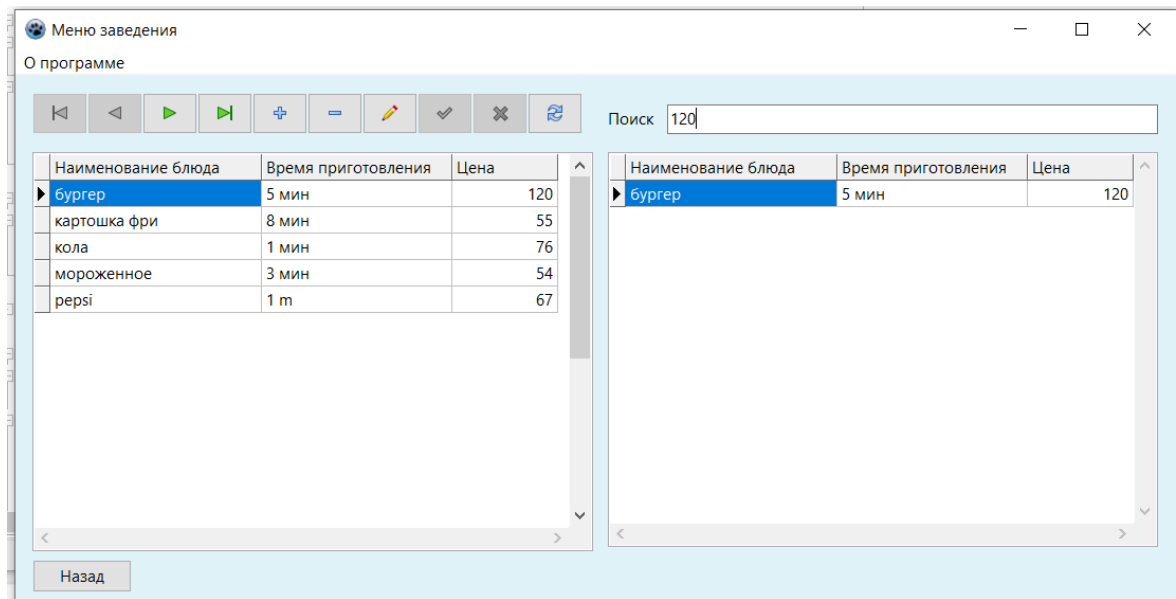 Меню заведения
О программе
Поиск 120
Наименование блюда Время приготовления Цена
бургер 5 мин 120
картошка фри 8 мин 55
кола 1 мин 76
мороженное 3 мин 54
pepsi 1 m 67
Наименование блюда Время приготовления Цена
бургер 5 мин 120
Назад